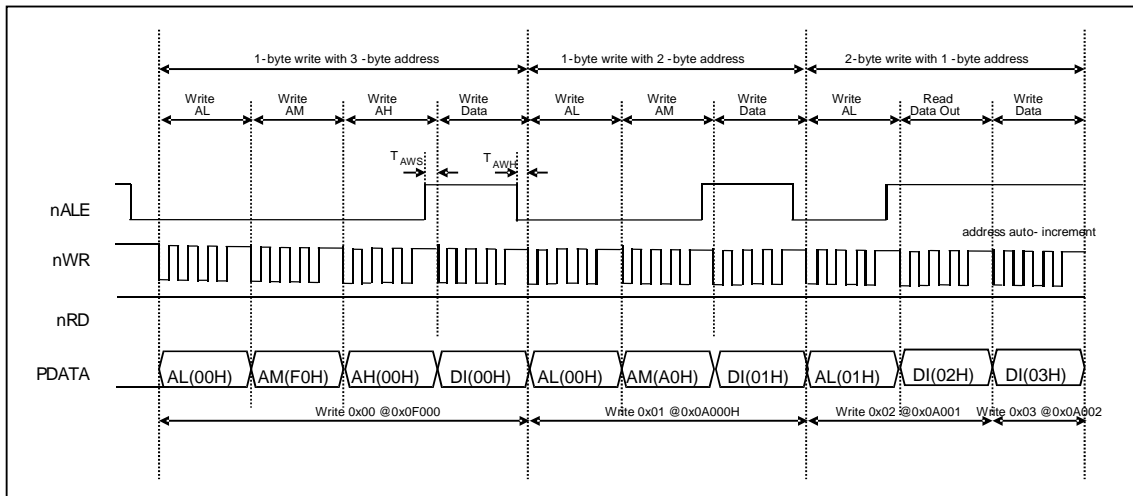 1-byte write with 3 -byte address 1-byte write with 2 -byte address 2-byte write with 1 -byte address
Write AL Write AM Write AH Write Data Write AL Write AM Write Data Write AL Read Data Out Write Data
TAWS TAWH
nALE
address auto- increment
nWR
nRD
PDATA AL(00H) AM(F0H) AH(00H) DI(00H) AL(00H) AM(A0H) DI(01H) AL(01H) DI(02H) DI(03H)
Write 0x00 @0x0F000 Write 0x01 @0x0A000H Write 0x02 @0x0A001 Write 0x03 @0x0A002